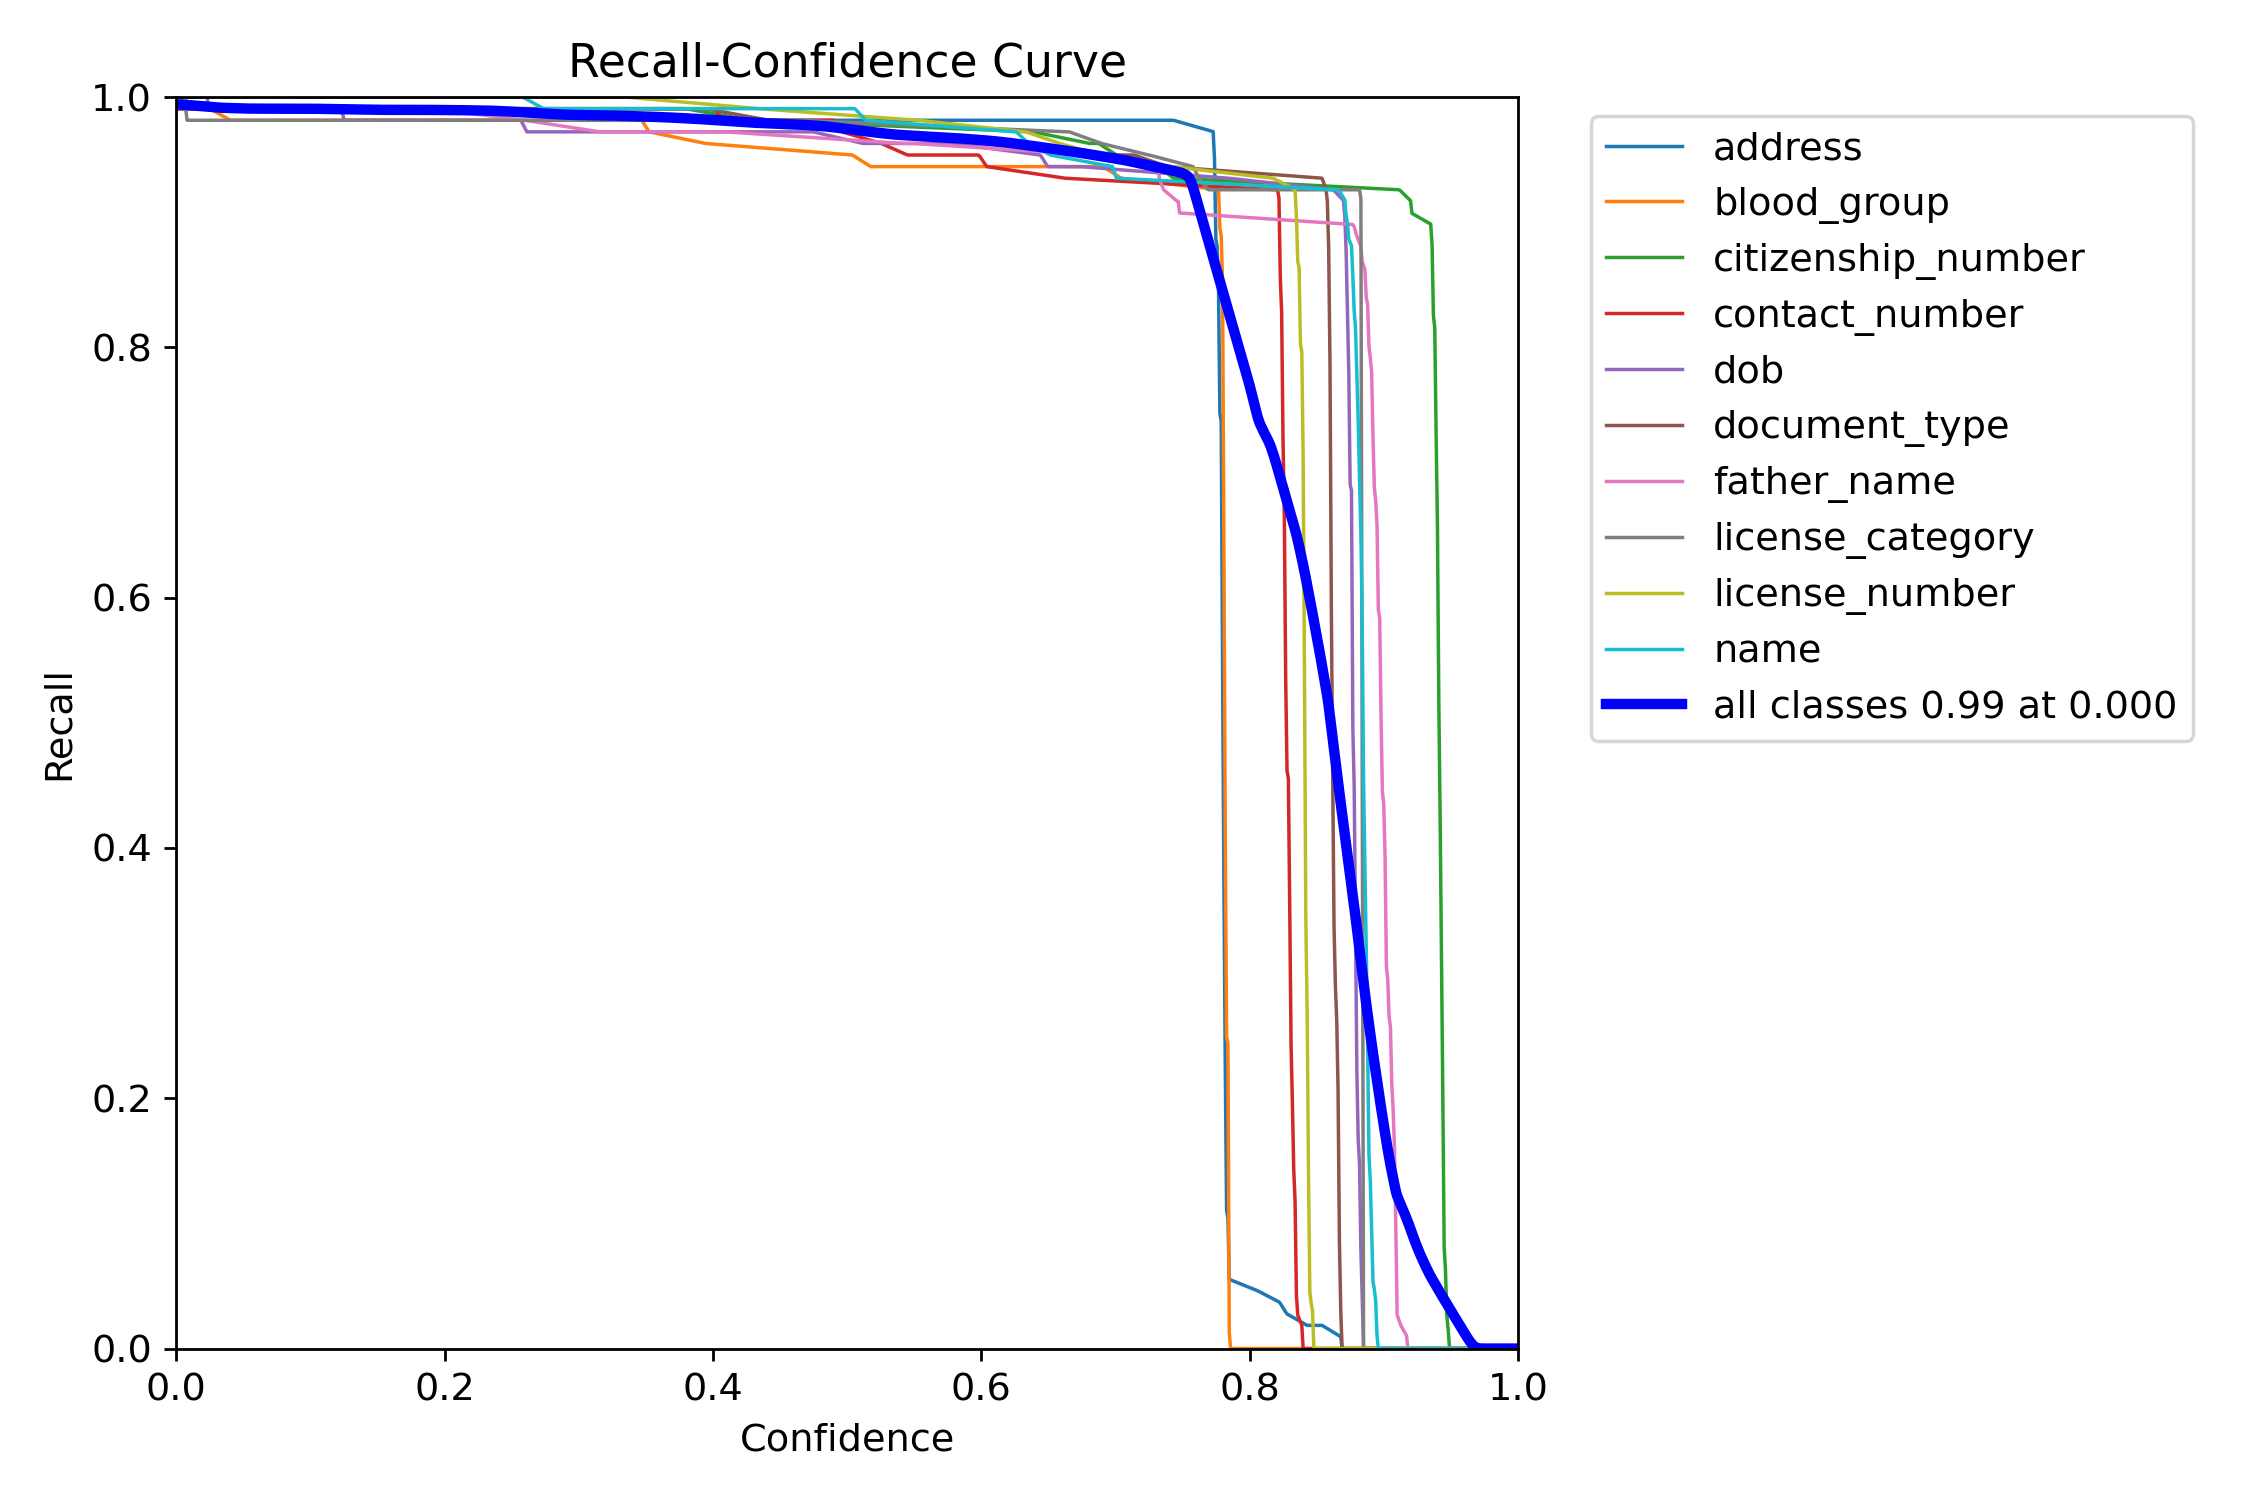 Recall-Confidence Curve
1.0
0.8
0.6
0.4
0.2
0.0
Recall
0.0 0.2 0.4 0.6 0.8 1.0
Confidence
address
blood_group
citizenship_number
contact_number
dob
document_type
father_name
license_category
license_number
name
all classes 0.99 at 0.000